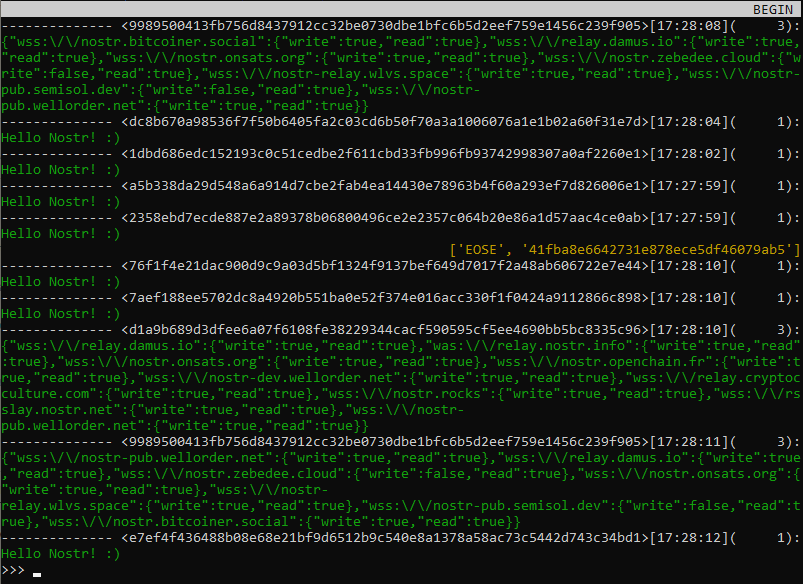 BEGIN
-------------- <9989500413fb756d8437912cc32be0730dbe1bfc6b5d2eef759e1456c239f905>[17:28:08](     3):
{"wss:\/\/nostr.bitcoiner.social":{"write":true,"read":true},"wss:\/\/relay.damus.io":{"write":true,
"read":true},"wss:\/\/nostr.onsats.org":{"write":true,"read":true},"wss:\/\/nostr.zebedee.cloud":{"w
rite":false,"read":true},"wss:\/\/nostr-relay.wlvs.space":{"write":true,"read":true},"wss:\/\/nostr-
pub.semisol.dev":{"write":false,"read":true},"wss:\/\/nostr-
pub.wellorder.net":{"write":true,"read":true}}
-------------- <dc8b670a98536f7f50b6405fa2c03cd6b50f70a3a1006076a1e1b02a60f31e7d>[17:28:04](     1):
Hello Nostr! :)
-------------- <1dbd686edc152193c0c51cedbe2f611cbd33fb996fb93742998307a0af2260e1>[17:28:02](     1):
Hello Nostr! :)
-------------- <a5b338da29d548a6a914d7cbe2fab4ea14430e78963b4f60a293ef7d826006e1>[17:27:59](     1):
Hello Nostr! :)
-------------- <2358ebd7ecde887e2a89378b06800496ce2e2357c064b20e86a1d57aac4ce0ab>[17:27:59](     1):
Hello Nostr! :)
['EOSE', '41fba8e6642731e878ece5df46079ab5']
-------------- <76f1f4e21dac900d9c9a03d5bf1324f9137bef649d7017f2a48ab606722e7e44>[17:28:10](     1):
Hello Nostr! :)
-------------- <7aef188ee5702dc8a4920b551ba0e52f374e016acc330f1f0424a9112866c898>[17:28:10](     1):
Hello Nostr! :)
-------------- <d1a9b689d3dfee6a07f6108fe38229344cacf590595cf5ee4690bb5bc8335c96>[17:28:10](     3):
{"wss:\/\/relay.damus.io":{"write":true,"read":true},"was:\/\/relay.nostr.info":{"write":true,"read"
:true},"wss:\/\/nostr.onsats.org":{"write":true,"read":true},"wss:\/\/nostr.openchain.fr":{"write":t
rue,"read":true},"wss:\/\/nostr-dev.wellorder.net":{"write":true,"read":true},"wss:\/\/relay.cryptoc
culture.com":{"write":true,"read":true},"wss:\/\/nostr.rocks":{"write":true,"read":true},"wss:\/\/rs
slay.nostr.net":{"write":true,"read":true},"wss:\/\/nostr-
pub.wellorder.net":{"write":true,"read":true}}
-------------- <9989500413fb756d8437912cc32be0730dbe1bfc6b5d2eef759e1456c239f905>[17:28:11](     3):
{"wss:\/\/nostr-pub.wellorder.net":{"write":true,"read":true},"wss:\/\/relay.damus.io":{"write":true
,"read":true},"wss:\/\/nostr.zebedee.cloud":{"write":false,"read":true},"wss:\/\/nostr.onsats.org":{
"write":true,"read":true},"wss:\/\/nostr-
relay.wlvs.space":{"write":true,"read":true},"wss:\/\/nostr-pub.semisol.dev":{"write":false,"read":t
rue},"wss:\/\/nostr.bitcoiner.social":{"write":true,"read":true}}
-------------- <e7ef4f436488b08e68e21bf9d6512b9c540e8a1378a58ac73c5442d743c34bd1>[17:28:12](     1):
Hello Nostr! :)
>>> _